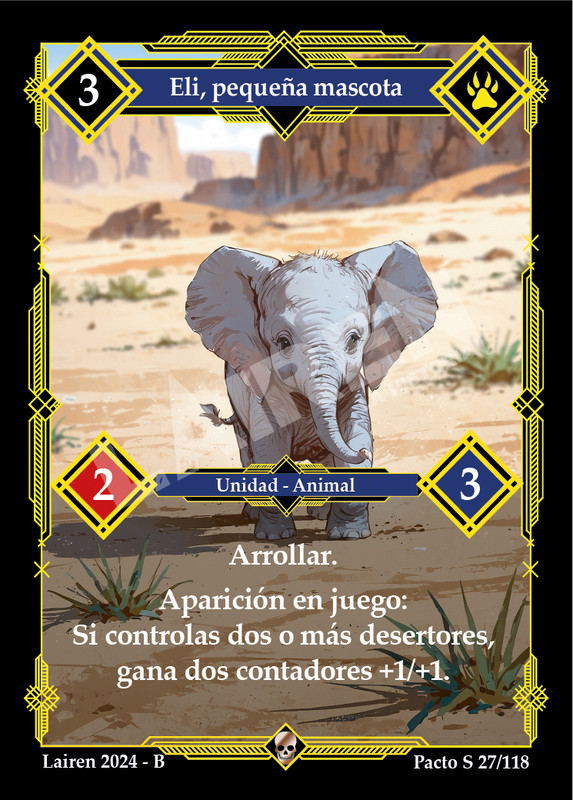 3
Eli, pequeña mascota
2
Unidad - Animal
3
Arrollar.
Aparición en juego:
Si controlas dos o más desertores,
gana dos contadores +1/+1.
Lairen 2024 - B
Pacto S 27/118